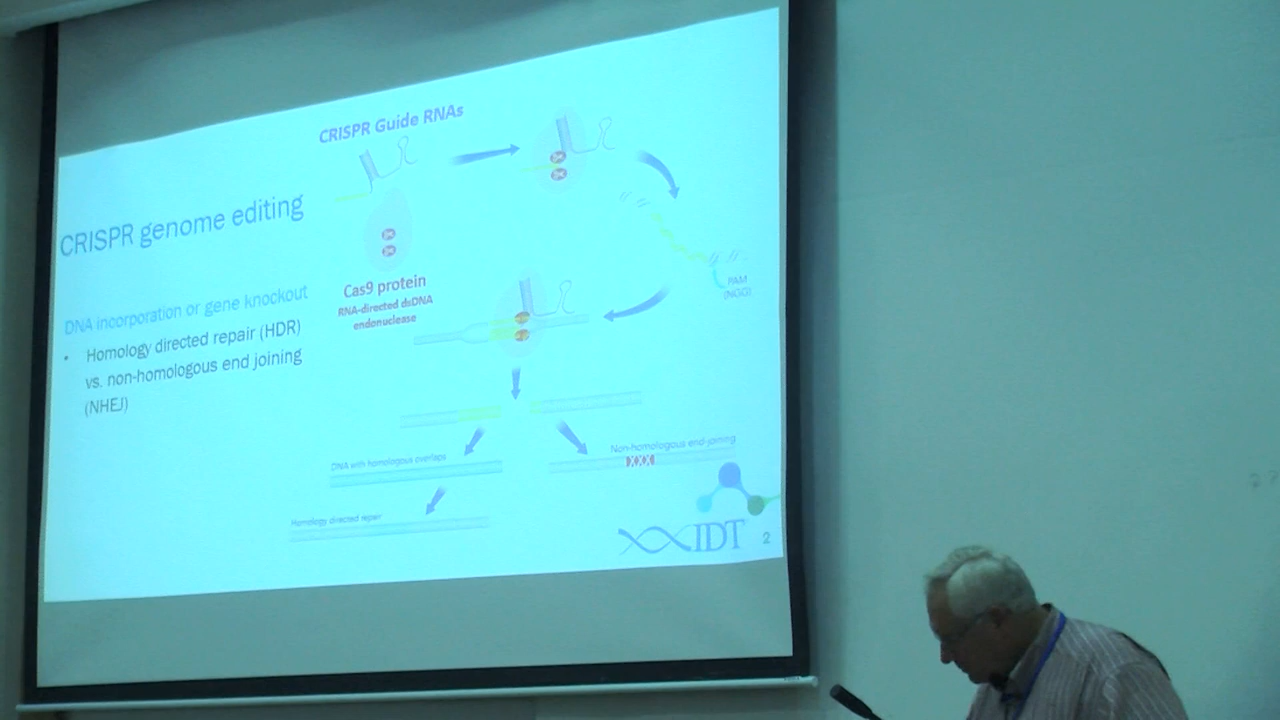 CRISPR Guide RNAs
CRISPR genome editing
Cas9 protein
RNA-directed dsDNA
endonuclease
PAM
(NGG)
DNA incorporation or gene knockout
• Homology directed repair (HDR)
vs. non-homologous end joining
(NHEJ)
Non-homologous end-joining
XXX
DNA with homologous overlaps
Homology directed repair
IDT
2